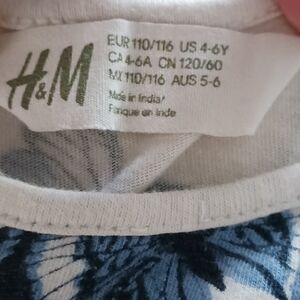 H&M
EUR 110/116 US 4-6Y
CA 4-6A CN 120/60
MX 110/116 AUS 5-6
Made in India/
Fabriqué en Inde